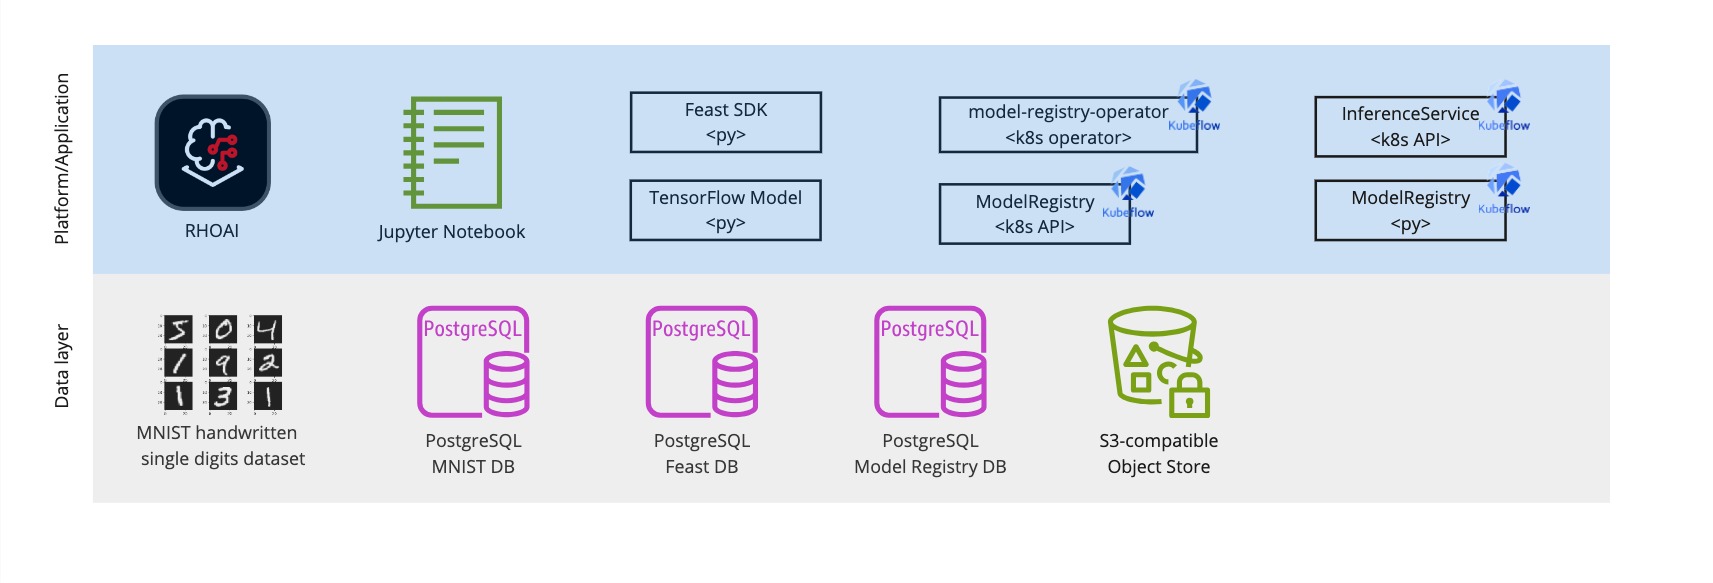 Platform/Application
RHOAI
Jupyter Notebook
Feast SDK
<py>
TensorFlow Model
<py>
model-registry-operator
<k8s operator>
Kubeflow
ModelRegistry
<k8s API>
Kubeflow
InferenceService
<k8s API>
Kubeflow
ModelRegistry
<py>
Kubeflow
Data layer
MNIST handwritten
single digits dataset
5 0 4
1 9 2
1 3 1
PostgreSQL
PostgreSQL
MNIST DB
PostgreSQL
PostgreSQL
Feast DB
PostgreSQL
PostgreSQL
Model Registry DB
S3-compatible
Object Store